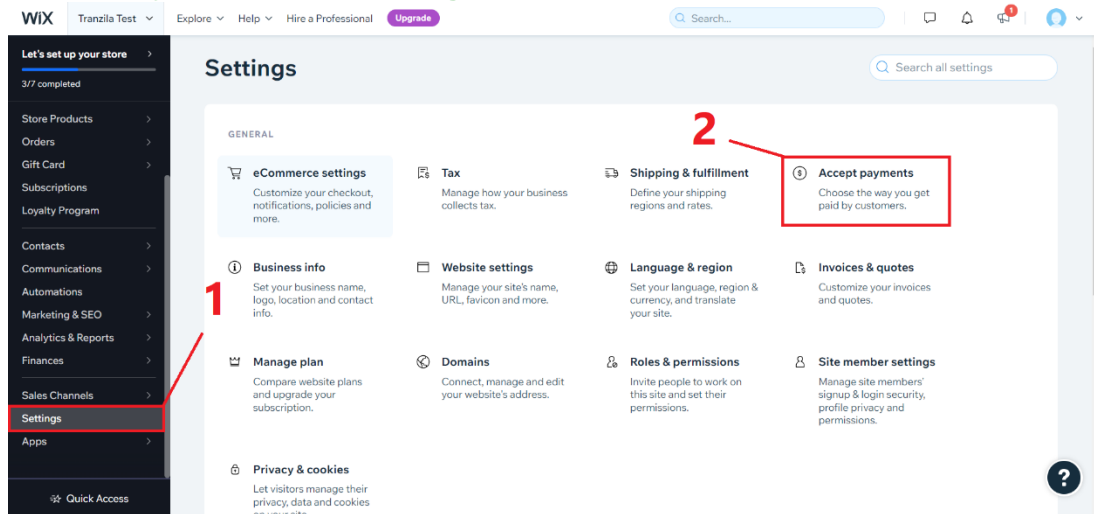 WiX Tranzila Test Explore Help Hire a Professional Upgrade Search... 1
Let's set up your store
3/7 completed
Store Products
Orders
Gift Card
Subscriptions
Loyalty Program
Contacts
Communications
Automations
Marketing & SEO
Analytics & Reports
Finances
Sales Channels
Settings
Apps
Quick Access
1
Settings
Search all settings
GENERAL
2
eCommerce settings
Customize your checkout,
notifications, policies and
more.
Tax
Manage how your business
collects tax.
Shipping & fulfillment
Define your shipping
regions and rates.
Accept payments
Choose the way you get
paid by customers.
Business info
Set your business name,
logo, location and contact
info.
Website settings
Manage your site's name,
URL, favicon and more.
Language & region
Set your language, region &
currency, and translate
your site.
Invoices & quotes
Customize your invoices
and quotes.
Manage plan
Compare website plans
and upgrade your
subscription.
Domains
Connect, manage and edit
your website's address.
Roles & permissions
Invite people to work on
this site and set their
permissions.
Site member settings
Manage site members'
signup & login security,
profile privacy and
permissions.
Privacy & cookies
Let visitors manage their
privacy, data and cookies
on your site.
?